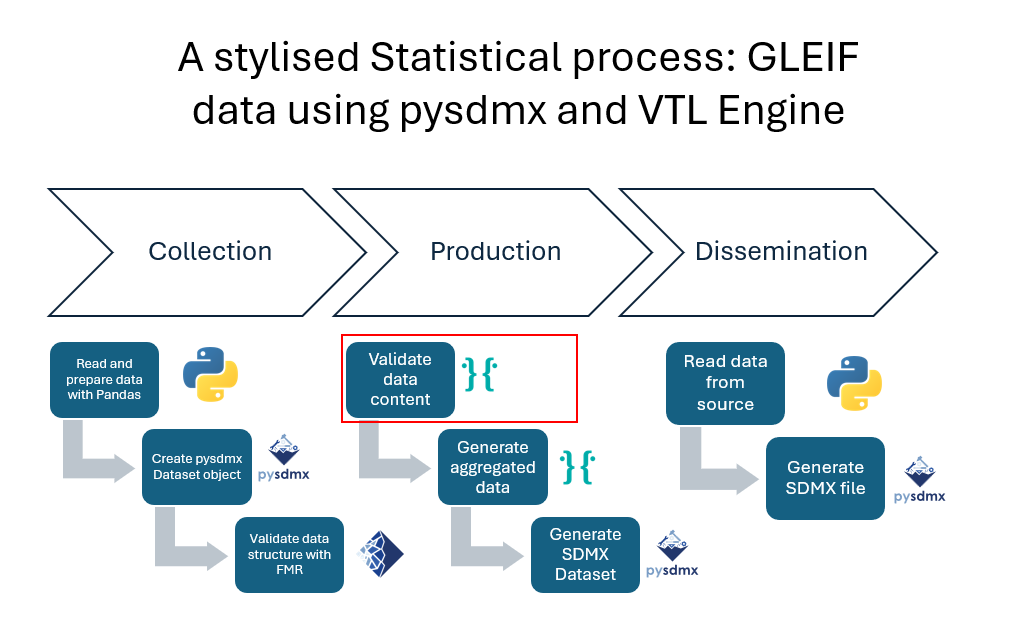 A stylised Statistical process: GLEIF
data using pysdmx and VTL Engine
Collection
Production
Dissemination
Read and
prepare data
with Pandas
Create pysdmx
Dataset object
pysdmx
Validate data
structure with
FMR
Validate
data
content
Generate
aggregated
data
Generate
SDMX
Dataset
pysdmx
Read data
from
source
Generate
SDMX file
pysdmx